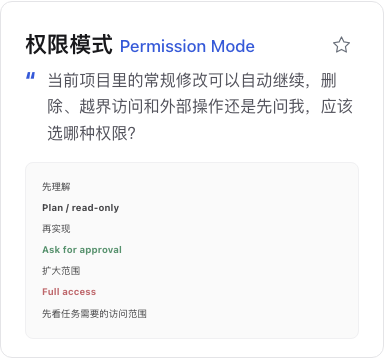 权限模式 Permission Mode
“ 当前项目里的常规修改可以自动继续，删
除、越界访问和外部操作还是先问我，应该
选哪种权限？
先理解
Plan / read-only
再实现
Ask for approval
扩大范围
Full access
先看任务需要的访问范围